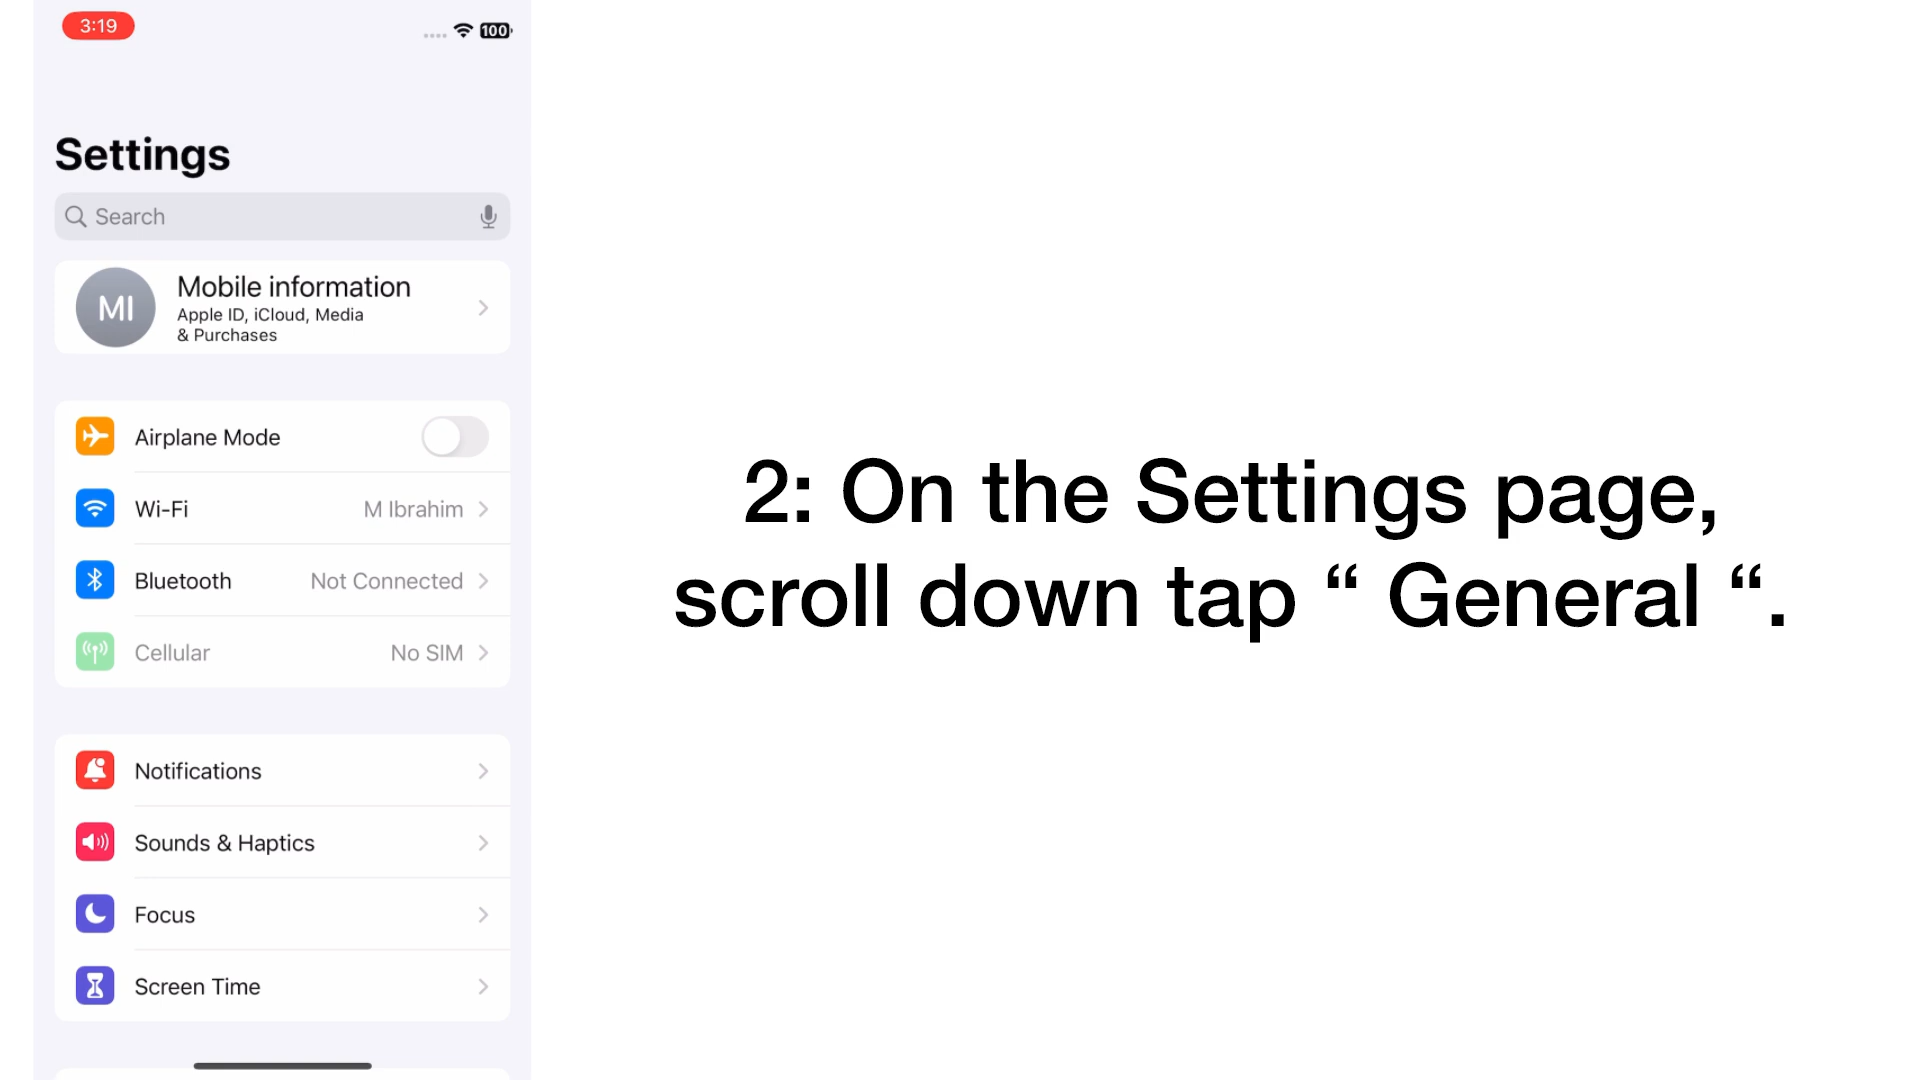 3:19
100
Settings
Search
MI
Mobile information
Apple ID, iCloud, Media
& Purchases
Airplane Mode
Wi-Fi M Ibrahim
Bluetooth Not Connected
Cellular No SIM
Notifications
Sounds & Haptics
Focus
Screen Time
2: On the Settings page,
scroll down tap “ General “.